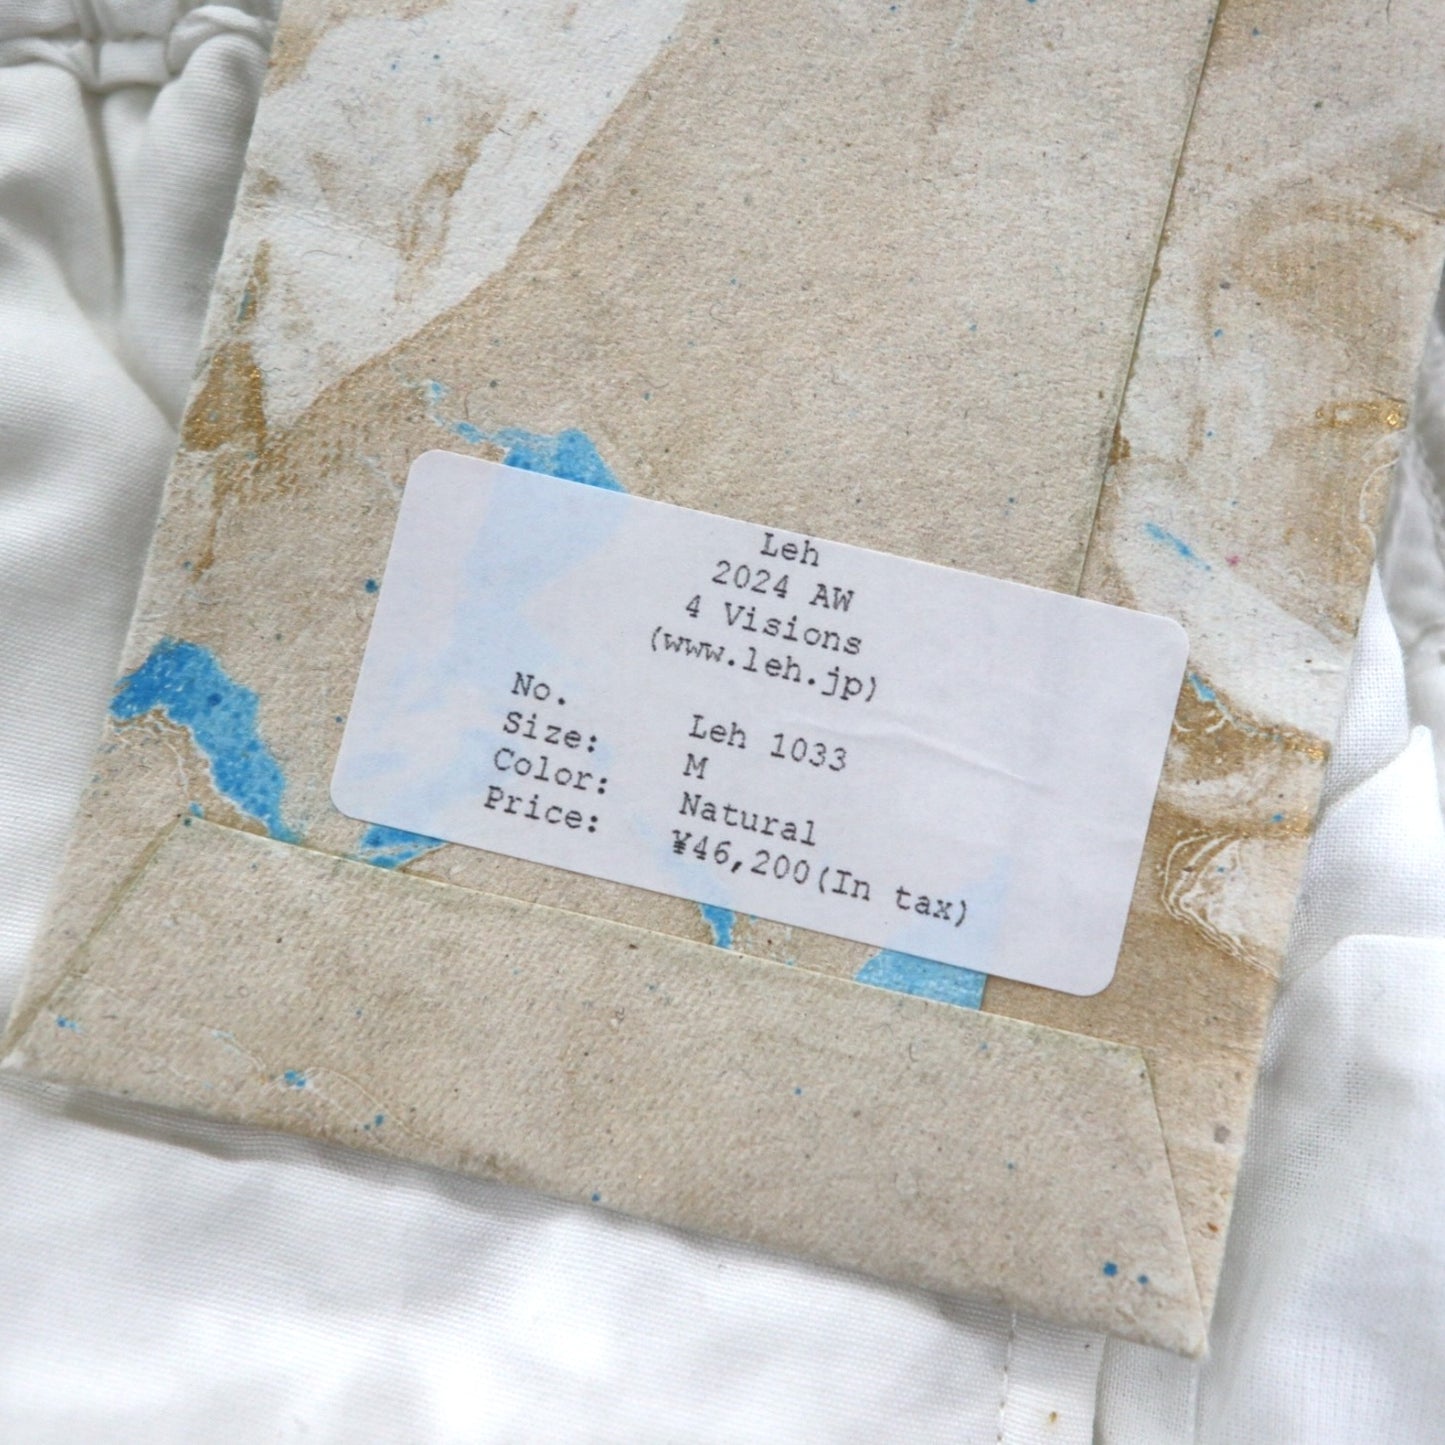 Leh
2024 AW
4 Visions
(www.leh.jp)
No. Leh 1033
Size: M
Color: Natural
Price: ¥46,200(In tax)